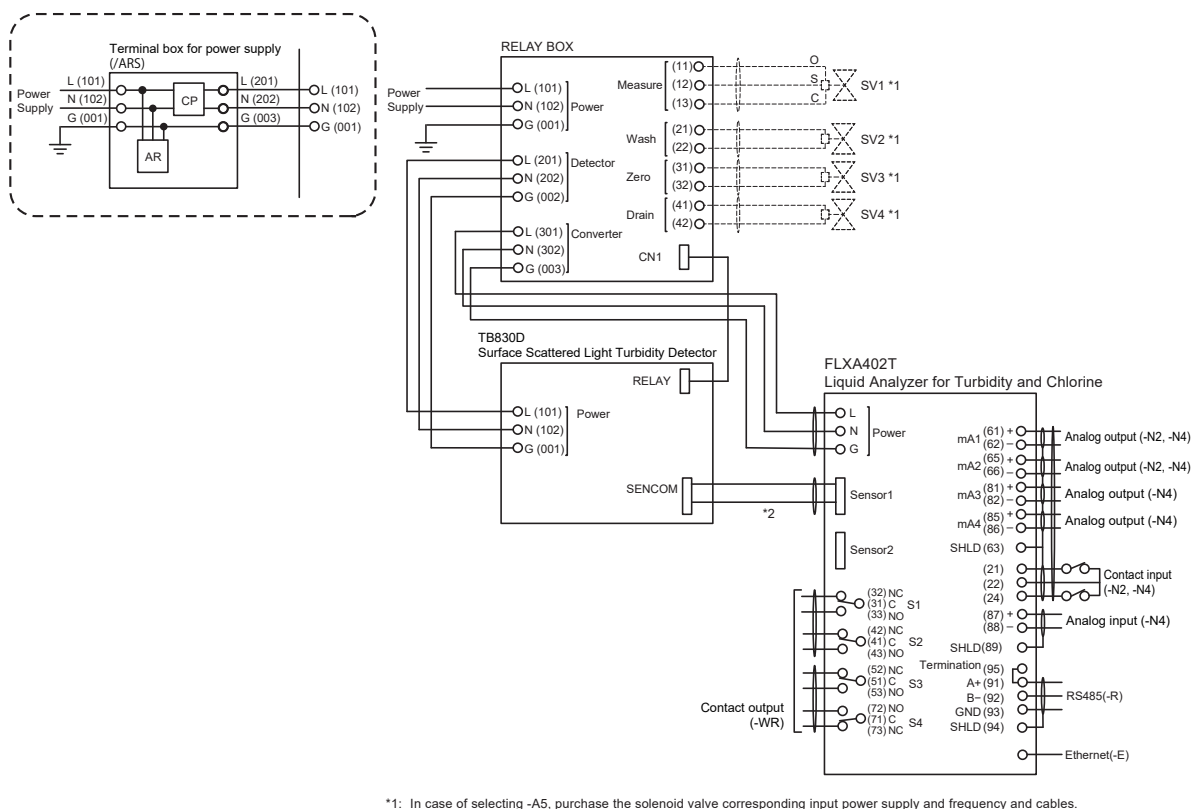 Terminal box for power supply
(/ARS)
Power
Supply
L (101)
N (102)
G (001)
CP
AR
L (201)
N (202)
G (003)
L (101)
N (102)
G (001)
RELAY BOX
Power
Supply
L (101)
N (102)
G (001)
Power
L (201)
N (202)
G (002)
Detector
L (301)
N (302)
G (003)
Converter
Measure
(11)
(12)
(13)
O
S
C
SV1 *1
Wash
(21)
(22)
SV2 *1
Zero
(31)
(32)
SV3 *1
Drain
(41)
(42)
SV4 *1
CN1
TB830D
Surface Scattered Light Turbidity Detector
RELAY
L (101)
N (102)
G (001)
Power
SENCOM
*2
FLXA402T
Liquid Analyzer for Turbidity and Chlorine
L
N
G
Power
Sensor1
Sensor2
mA1
(61) +
(62) −
Analog output (-N2, -N4)
mA2
(65) +
(66) −
Analog output (-N2, -N4)
mA3
(81) +
(82) −
Analog output (-N4)
mA4
(85) +
(86) −
Analog output (-N4)
SHLD (63)
(21)
(22)
(24)
Contact input
(-N2, -N4)
(87) +
(88) −
Analog input (-N4)
SHLD(89)
Termination (95)
A+ (91)
B− (92)
GND (93)
SHLD (94)
RS485(-R)
Ethernet(-E)
Contact output
(-WR)
(32) NC
(31) C S1
(33) NO
(42) NC
(41) C S2
(43) NO
(52) NC
(51) C S3
(53) NO
(72) NO
(71) C S4
(73) NC
*1: In case of selecting -A5, purchase the solenoid valve corresponding input power supply and frequency and cables.